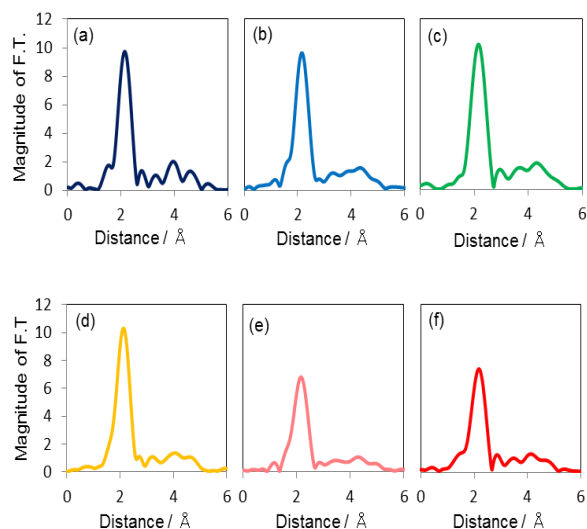 Magnitude of F.T.
12
10
8
6
4
2
0
(a)
(b)
(c)
0 2 4 6
0 2 4 6
0 2 4 6
Distance / Å
Distance / Å
Distance / Å
Magnitude of F.T
12
10
8
6
4
2
0
(d)
(e)
(f)
0 2 4 6
0 2 4 6
0 2 4 6
Distance / Å
Distance / Å
Distance / Å